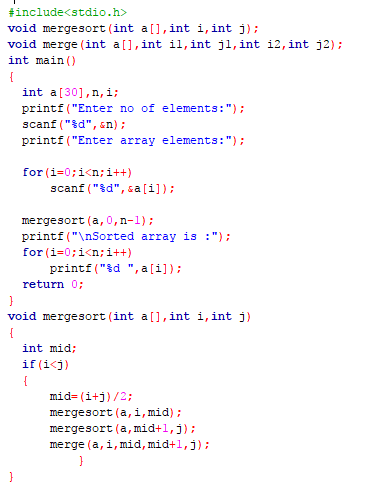 #include<stdio.h>
void mergesort(int a[],int i,int j);
void merge(int a[],int i1,int j1,int i2,int j2);
int main()
{
int a[30],n,i;
printf("Enter no of elements:");
scanf("%d",&n);
printf("Enter array elements:");
for(i=0;i<n;i++)
scanf("%d",&a[i]);
mergesort(a,0,n-1);
printf("\nSorted array is :");
for(i=0;i<n;i++)
printf("%d ",a[i]);
return 0;
}
void mergesort(int a[],int i,int j)
{
int mid;
if(i<j)
{
mid=(i+j)/2;
mergesort(a,i,mid);
mergesort(a,mid+1,j);
merge(a,i,mid,mid+1,j);
}
}